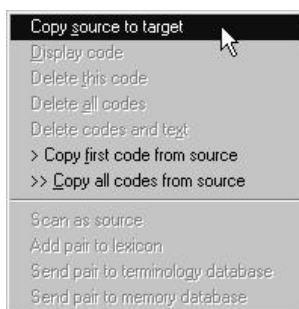 Copy source to target
Display code
Delete this code
Delete all codes
Delete codes and text
> Copy first code from source
>> Copy all codes from source
Scan as source
Add pair to lexicon
Send pair to terminology database
Send pair to memory database